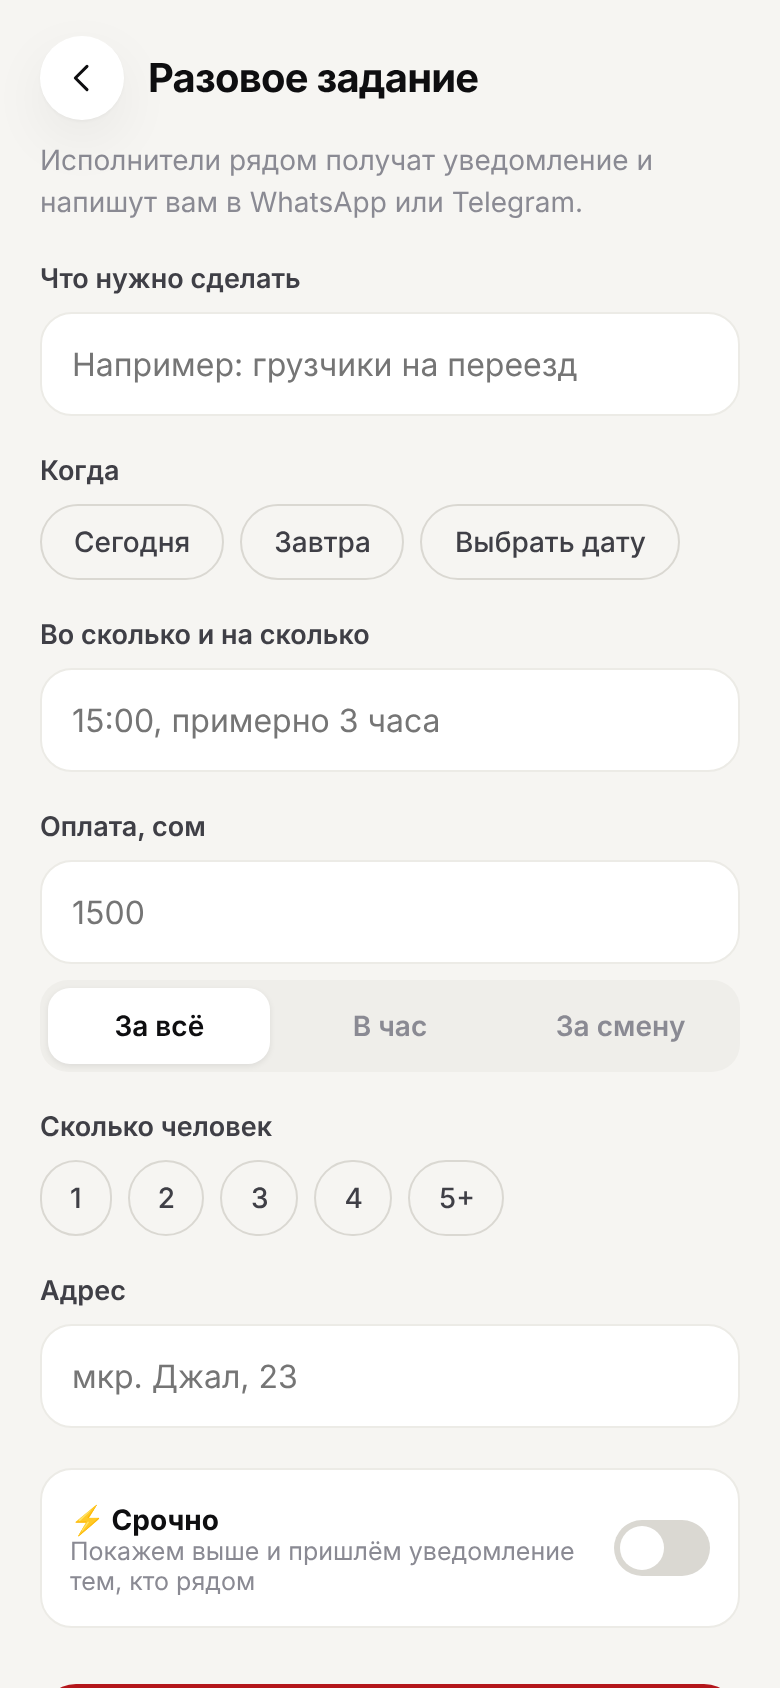 Разовое задание
Исполнители рядом получат уведомление и
напишут вам в WhatsApp или Telegram.
Что нужно сделать
Например: грузчики на переезд
Когда
Сегодня Завтра Выбрать дату
Во сколько и на сколько
15:00, примерно 3 часа
Оплата, сом
1500
За всё В час За смену
Сколько человек
1 2 3 4 5+
Адрес
мкр. Джал, 23
⚡ Срочно
Покажем выше и пришлём уведомление
тем, кто рядом